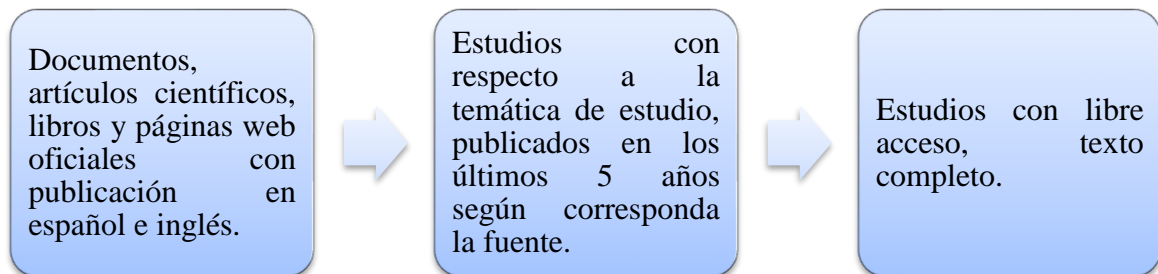 Documentos,
artículos científicos,
libros y páginas web
oficiales con
publicación en
español e inglés.
Estudios con
respecto a la
temática de estudio,
publicados en los
últimos 5 años
según corresponda
la fuente.
Estudios con libre
acceso, texto
completo.